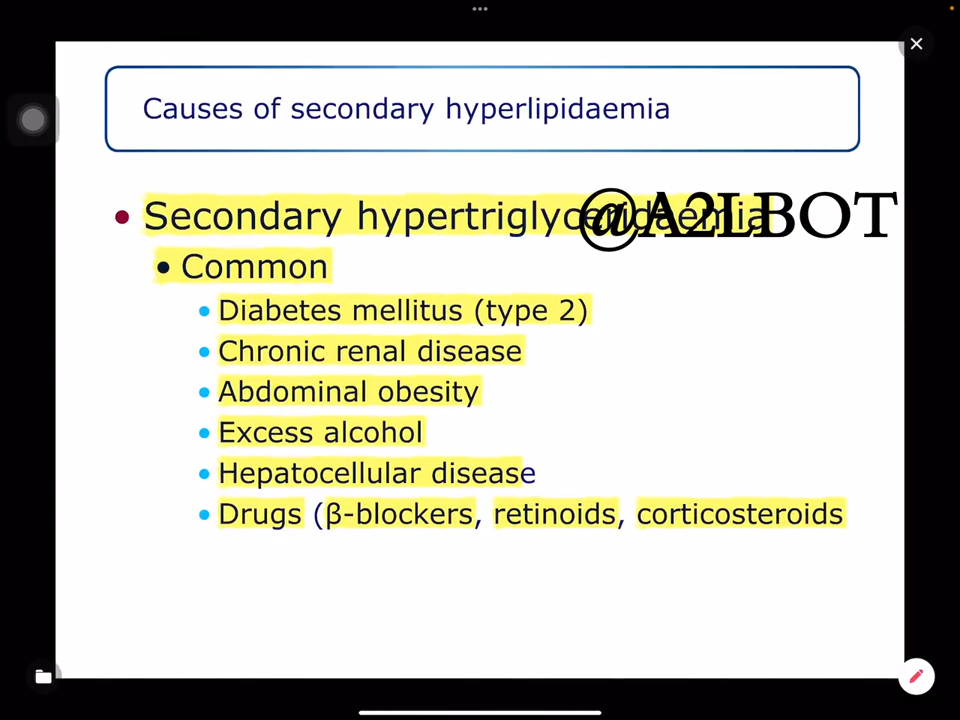 Causes of secondary hyperlipidaemia
• Secondary hypertriglyceridaemia
@A2LBOT
• Common
• Diabetes mellitus (type 2)
• Chronic renal disease
• Abdominal obesity
• Excess alcohol
• Hepatocellular disease
• Drugs (β-blockers, retinoids, corticosteroids